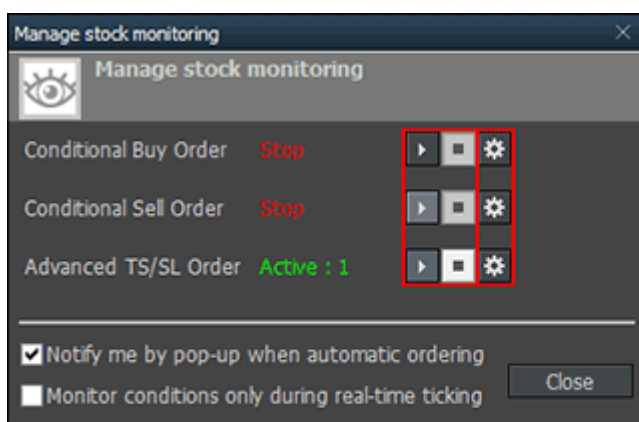 Manage stock monitoring
Manage stock monitoring
Conditional Buy Order Stop
Conditional Sell Order Stop
Advanced TS/SL Order Active : 1
Notify me by pop-up when automatic ordering
Close
Monitor conditions only during real-time ticking